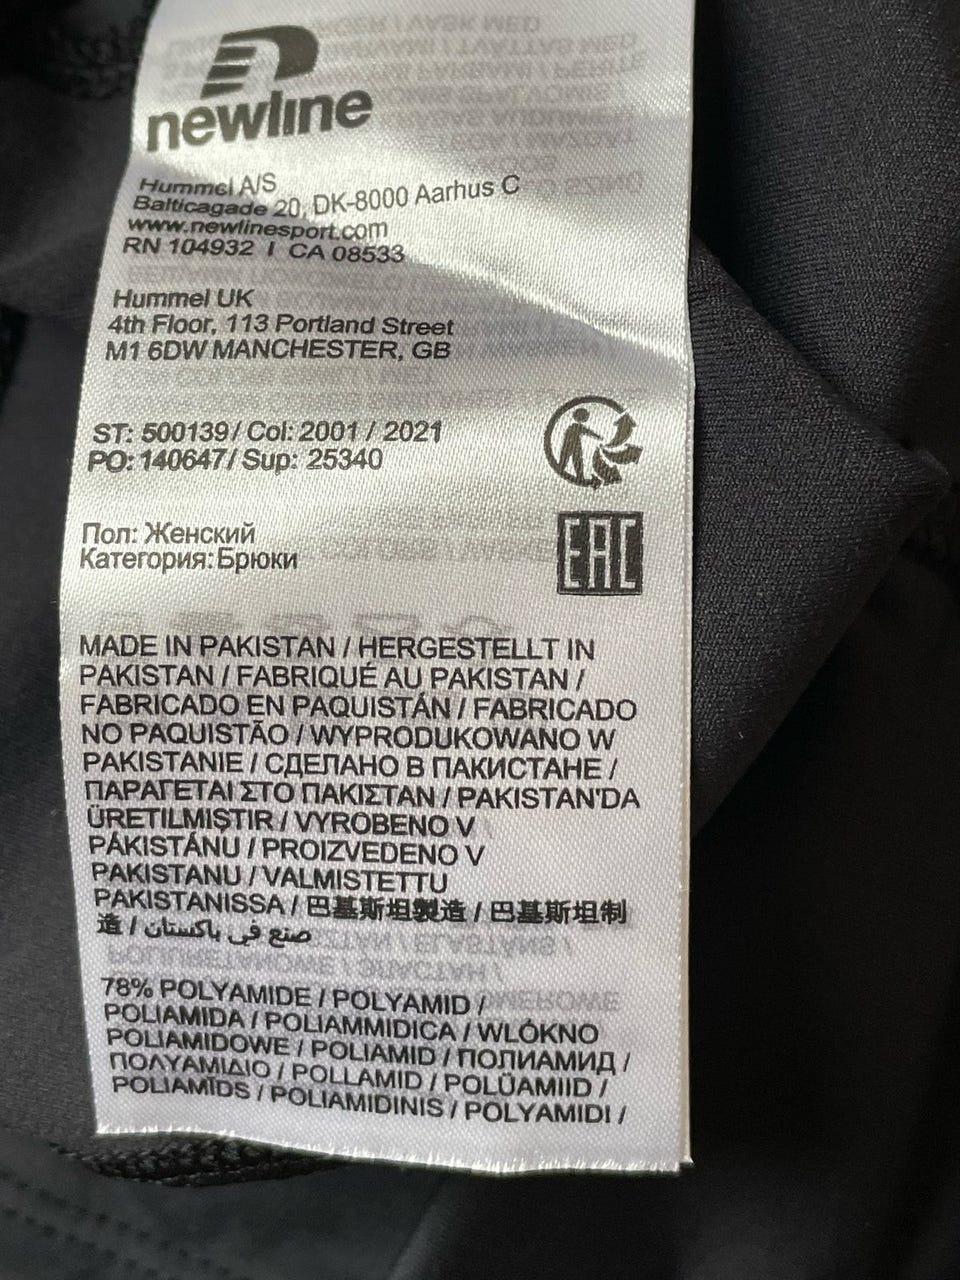 newline
Hummel A/S
Balticagade 20, DK-8000 Aarhus C
www.newlinesport.com
RN 104932 I CA 08533
Hummel UK
4th Floor, 113 Portland Street
M1 6DW MANCHESTER, GB
ST: 500139 / Col: 2001 / 2021
PO: 140647/ Sup: 25340
Пол: Женский
Категория: Брюки
EAC
MADE IN PAKISTAN / HERGESTELLT IN
PAKISTAN / FABRIQUÉ AU PAKISTAN /
FABRICADO EN PAQUISTÁN / FABRICADO
NO PAQUISTÃO / WYPRODUKOWANO W
PAKISTANIE / СДЕЛАНО В ПАКИСТАНЕ /
ΠΑΡΑΓΕΤΑΙ ΣΤΟ ΠΑΚΙΣΤΑΝ / PAKISTAN'DA
ÜRETILMIŞTIR / VYROBENO V
PÁKISTÁNU / PROIZVEDENO V
PAKISTANU / VALMISTETTU
PAKISTANISSA / 巴基斯坦製造 / 巴基斯坦制
造 / صنع في باكستان
78% POLYAMIDE / POLYAMID /
POLIAMIDA / POLIAMMIDICA / WLÓKNO
POLIAMIDOWE / POLIAMID / ПОЛИАМИД /
ΠΟΛΥΑΜΙΔΙΟ / POLLAMID / POLÜAMIID /
POLIAMĪDS / POLIAMIDINIS / POLYAMIDI /